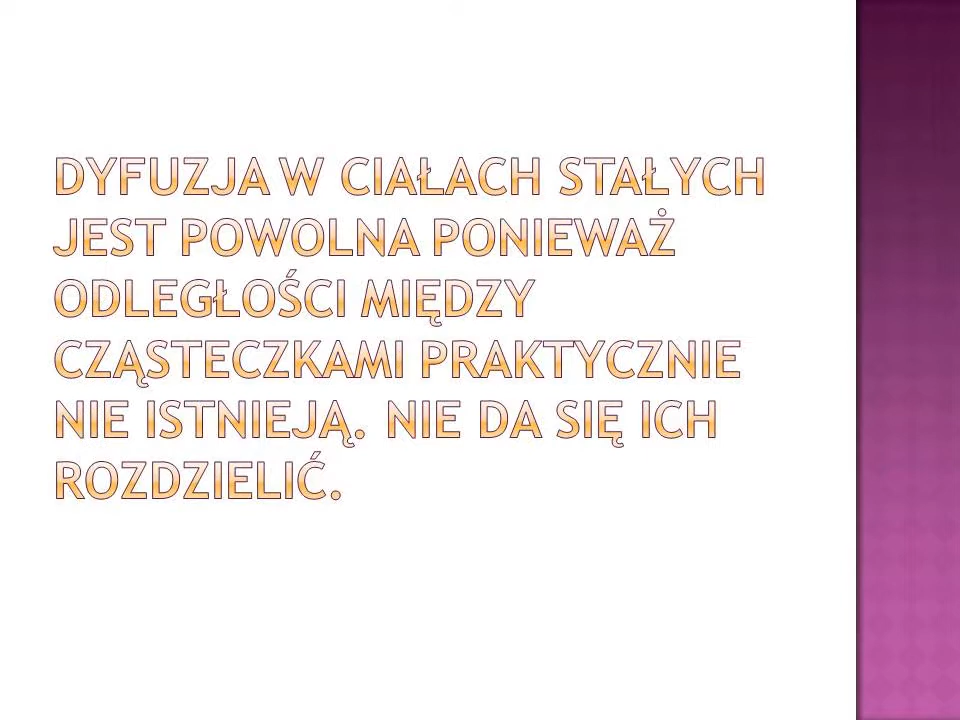 DYFUZJA W CIAŁACH STAŁYCH
JEST POWOLNA PONIEWAŻ
ODLEGŁOŚCI MIĘDZY
CZĄSTECZKAMI PRAKTYCZNIE
NIE ISTNIEJĄ. NIE DA SIĘ ICH
ROZDZIELIĆ.